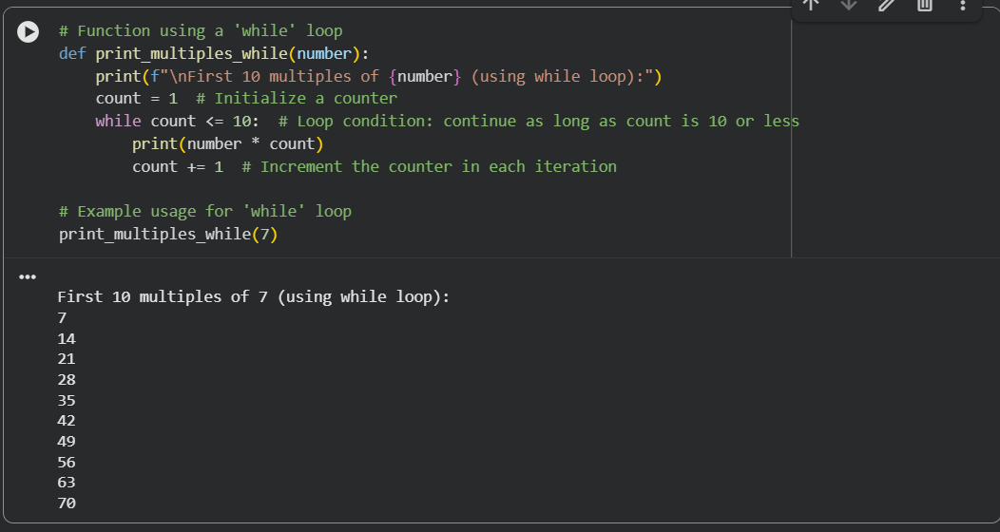 # Function using a 'while' loop
def print_multiples_while(number):
    print(f"\nFirst 10 multiples of {number} (using while loop):")
    count = 1  # Initialize a counter
    while count <= 10:  # Loop condition: continue as long as count is 10 or less
        print(number * count)
        count += 1  # Increment the counter in each iteration

# Example usage for 'while' loop
print_multiples_while(7)

First 10 multiples of 7 (using while loop):
7
14
21
28
35
42
49
56
63
70